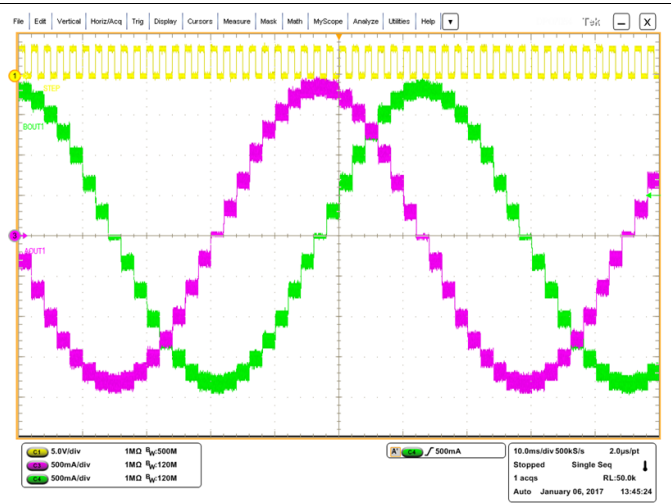 File Edit Vertical Horiz/Acq Trig Display Cursors Measure Mask Math MyScope Analyze Utilities Help Tek
1
STEP
BOUT1
3
AOUT1
C1 5.0V/div 1MΩ BW:500M
C3 500mA/div 1MΩ BW:120M
C4 500mA/div 1MΩ BW:120M
A' C4 500mA
10.0ms/div 500kS/s 2.0µs/pt
Stopped Single Seq
1 acqs RL:50.0k
Auto January 06, 2017 13:45:24